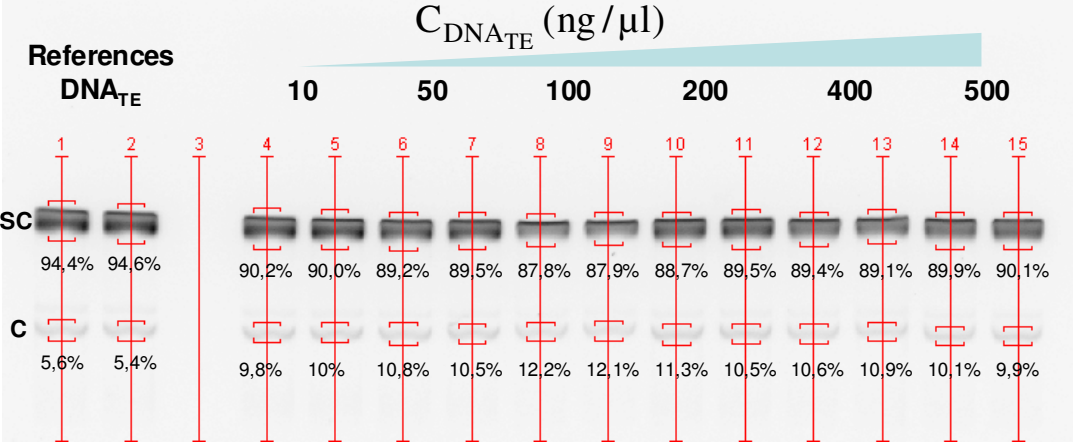 C_DNA_TE (ng/µl)
References
DNA_TE
10 50 100 200 400 500
1 2 3 4 5 6 7 8 9 10 11 12 13 14 15
SC
94,4% 94,6% 90,2% 90,0% 89,2% 89,5% 87,8% 87,9% 88,7% 89,5% 89,4% 89,1% 89,9% 90,1%
C
5,6% 5,4% 9,8% 10% 10,8% 10,5% 12,2% 12,1% 11,3% 10,5% 10,6% 10,9% 10,1% 9,9%